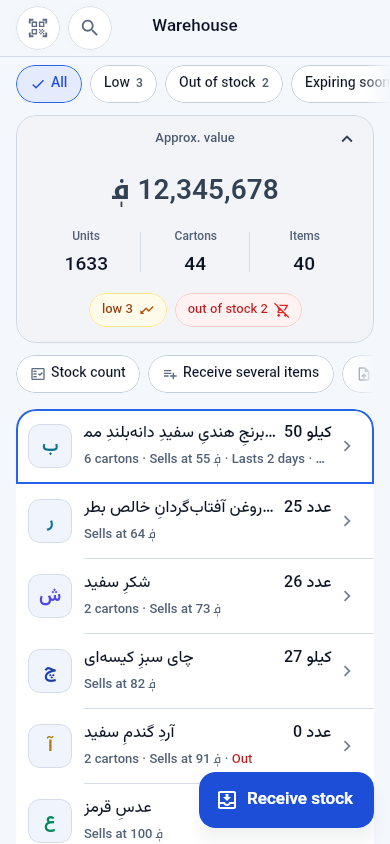 Warehouse
All
Low 3
Out of stock 2
Expiring soon
Approx. value
؋ 12,345,678
Units
Cartons
Items
1633
44
40
low 3
out of stock 2
Stock count
Receive several items
ب
برنجِ هندیِ سفیدِ دانه‌بلندِ مم…
50 کیلو
6 cartons · Sells at 55 ؋ · Lasts 2 days · …
ر
روغنِ آفتاب‌گردانِ خالص بطر…
25 عدد
Sells at 64 ؋
ش
شکرِ سفید
26 عدد
2 cartons · Sells at 73 ؋
چ
چای سبزِ کیسه‌ای
27 کیلو
Sells at 82 ؋
آ
آردِ گندمِ سفید
0 عدد
2 cartons · Sells at 91 ؋ · Out
ع
عدسِ قرمز
Sells at 100 ؋
Receive stock